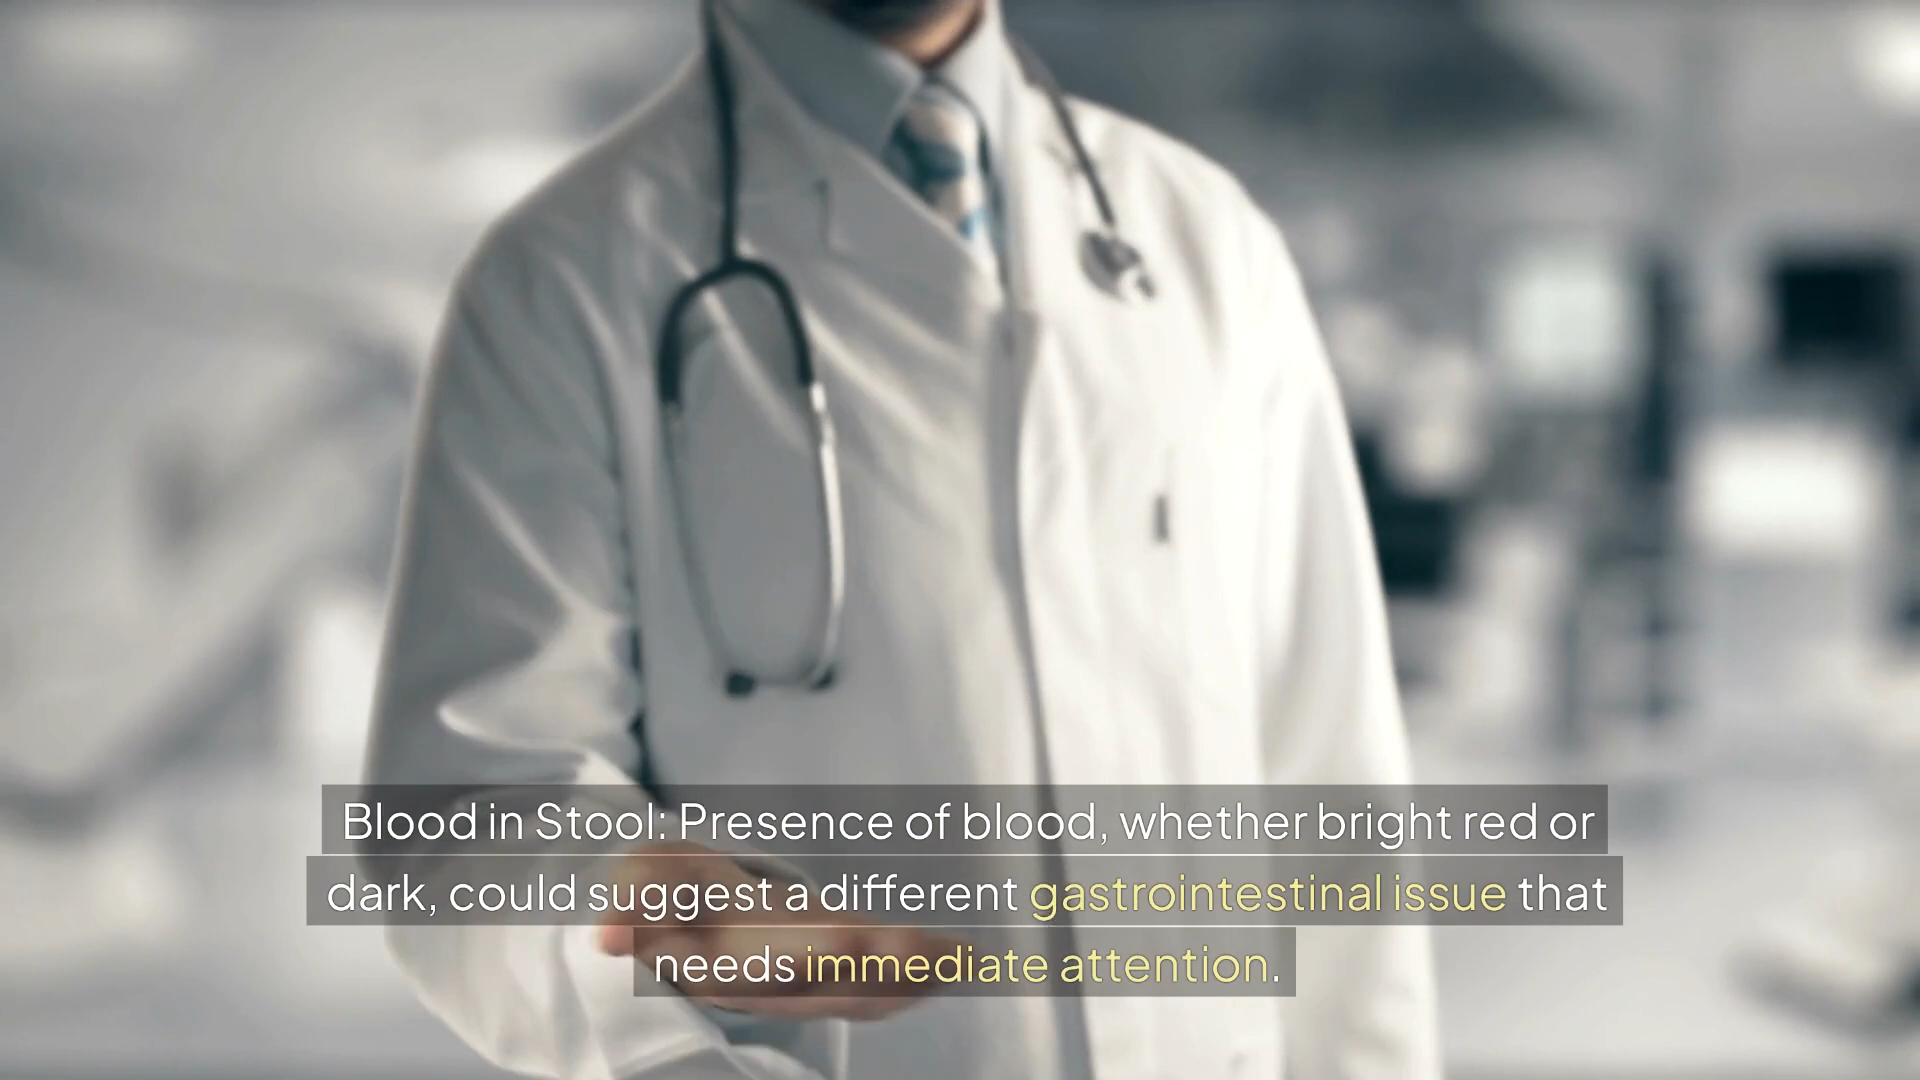 Blood in Stool: Presence of blood, whether bright red or
dark, could suggest a different gastrointestinal issue that
needs immediate attention.